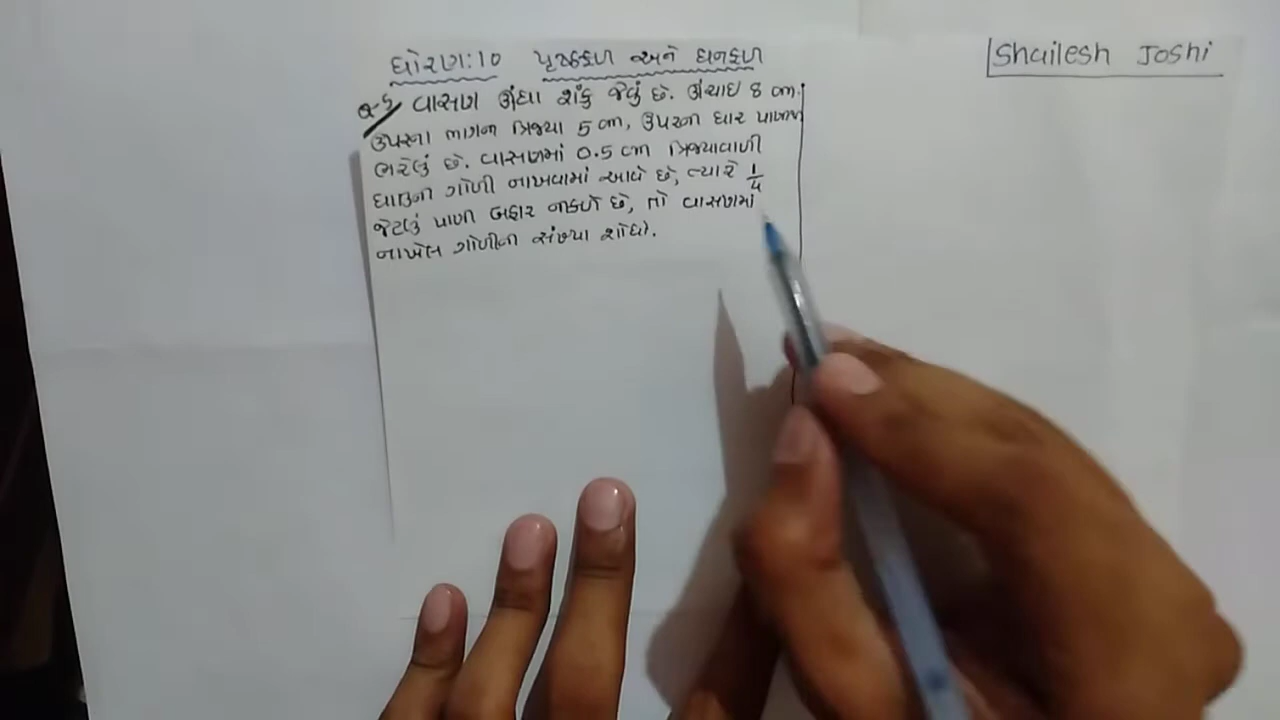 ધોરણ:10 પૃષ્ઠફળ અને ઘનફળ
Shailesh Joshi
વાસણ ઊંધા શંકુ જેવું છે. ઊંચાઇ 8 cm.
ઉપરના ભાગના ત્રિજ્યા 5 cm, ઉપરની ધાર
ભરેલું છે. વાસણમાં 0.5 cm ત્રિજ્યાવાળી
ધાતુની ગોળી નાખવામાં આવે છે, ત્યારે 1/4
જેટલું પાણી બહાર નીકળે છે, તો વાસણમાં
નાખેલ ગોળીની સંખ્યા શોધો.